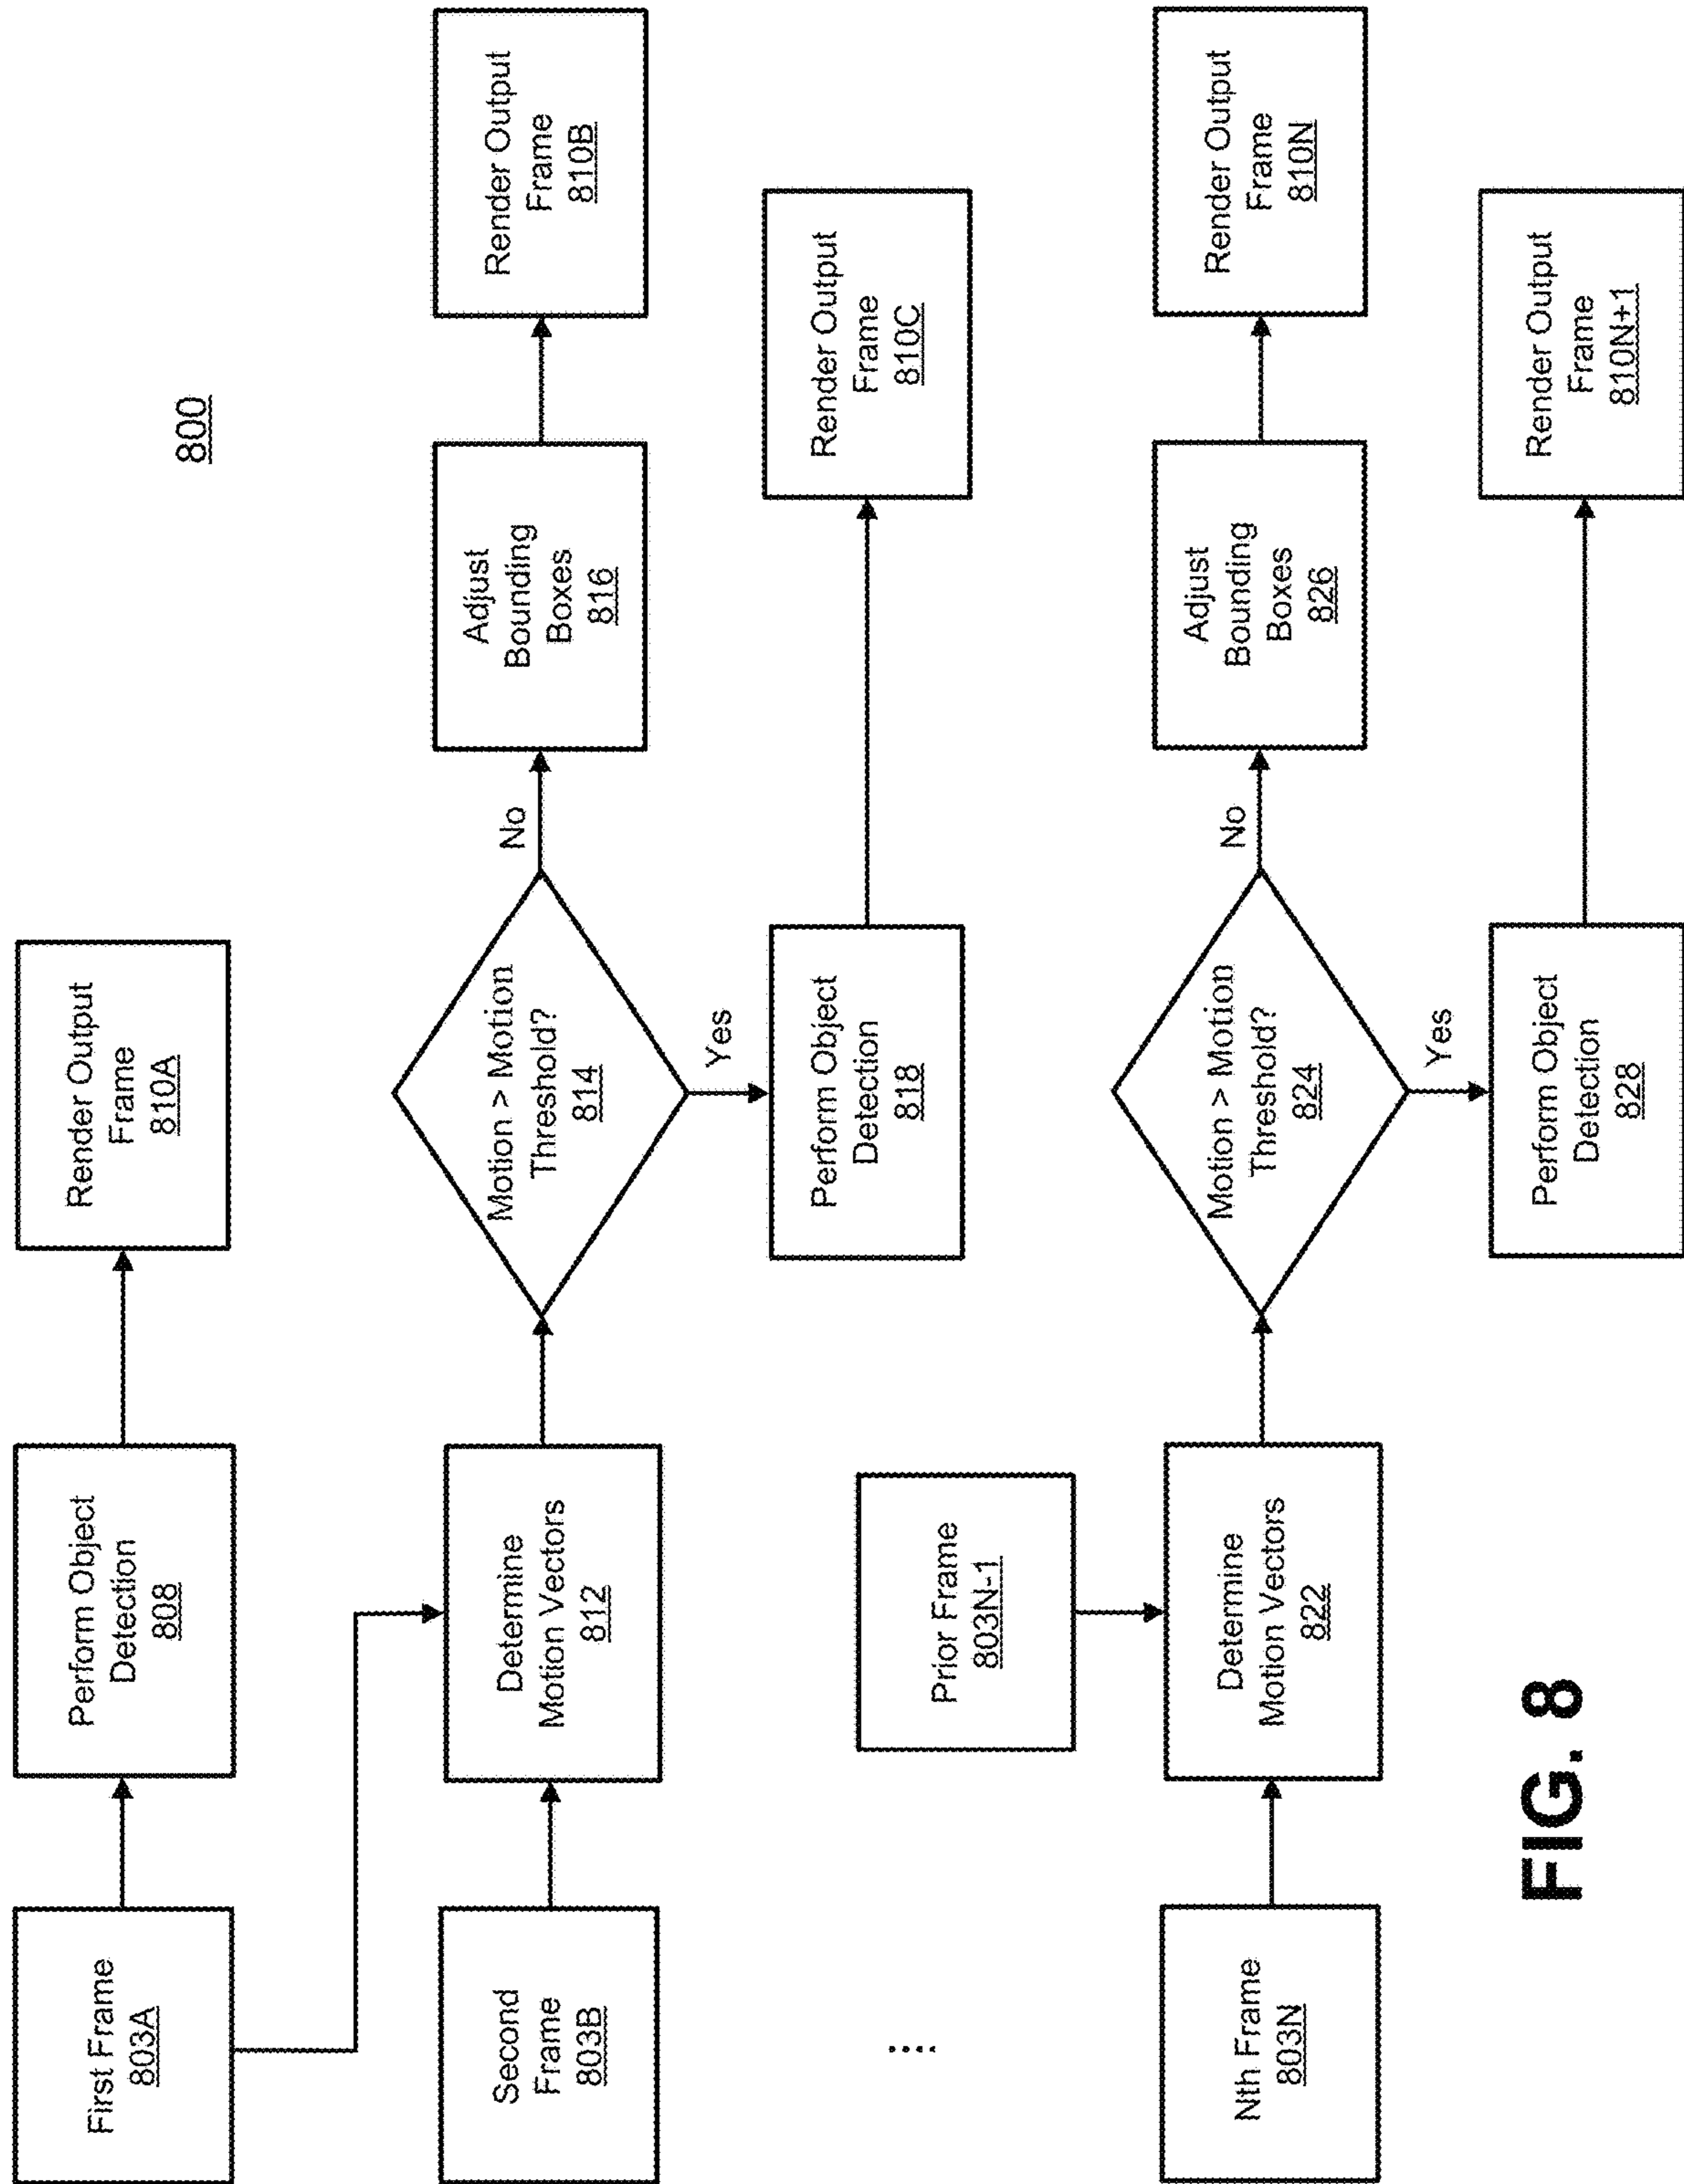 800
First Frame
803A
Perform Object
Detection
808
Render Output
Frame
810A
Second
Frame
803B
Determine
Motion Vectors
812
Motion > Motion
Threshold?
814
No
Adjust
Bounding
Boxes
816
Render Output
Frame
810B
Yes
Perform Object
Detection
818
Render Output
Frame
810C
....
Prior Frame
803N-1
Nth Frame
803N
Determine
Motion Vectors
822
Motion > Motion
Threshold?
824
No
Adjust
Bounding
Boxes
826
Render Output
Frame
810N
Yes
Perform Object
Detection
828
Render Output
Frame
810N+1
FIG. 8